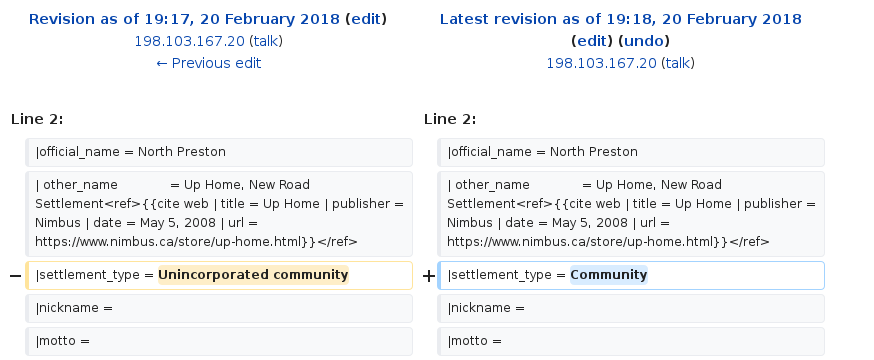 Revision as of 19:17, 20 February 2018 (edit)
198.103.167.20 (talk)
← Previous edit
Latest revision as of 19:18, 20 February 2018
(edit) (undo)
198.103.167.20 (talk)
Line 2:
Line 2:
|official_name = North Preston
|official_name = North Preston
| other_name = Up Home, New Road
Settlement<ref>{{cite web | title = Up Home | publisher =
Nimbus | date = May 5, 2008 | url =
https://www.nimbus.ca/store/up-home.html}}</ref>
| other_name = Up Home, New Road
Settlement<ref>{{cite web | title = Up Home | publisher =
Nimbus | date = May 5, 2008 | url =
https://www.nimbus.ca/store/up-home.html}}</ref>
− |settlement_type = Unincorporated community
+ |settlement_type = Community
|nickname =
|nickname =
|motto =
|motto =